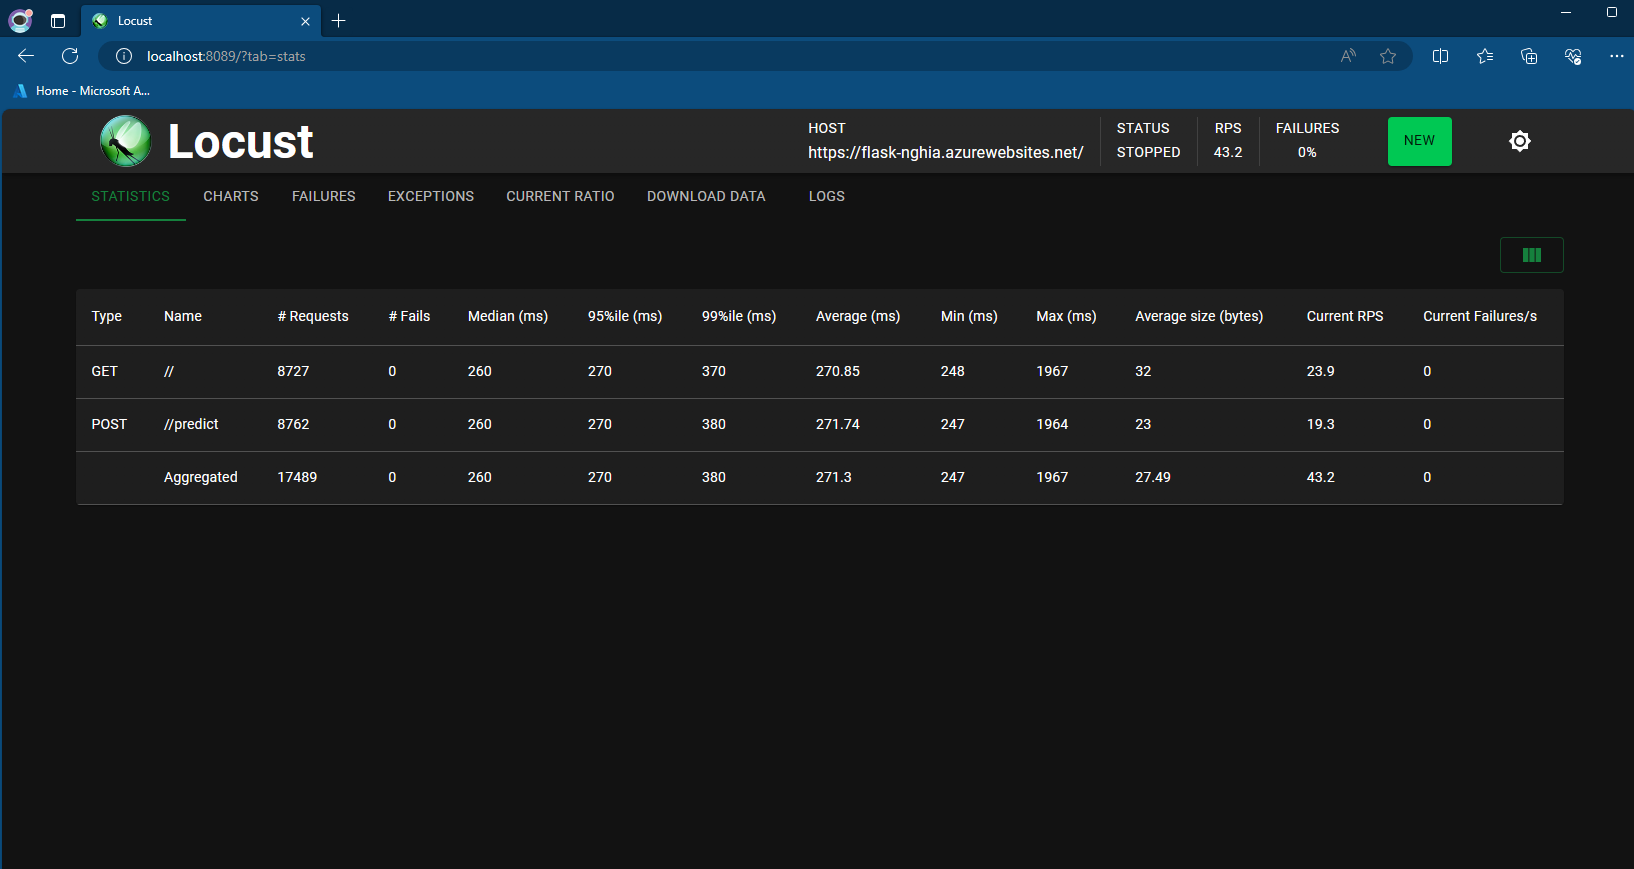 Locust
localhost:8089/?tab=stats
Home - Microsoft A...
Locust
HOST
https://flask-nghia.azurewebsites.net/
STATUS
STOPPED
RPS
43.2
FAILURES
0%
NEW
STATISTICS CHARTS FAILURES EXCEPTIONS CURRENT RATIO DOWNLOAD DATA LOGS
Type Name # Requests # Fails Median (ms) 95%ile (ms) 99%ile (ms) Average (ms) Min (ms) Max (ms) Average size (bytes) Current RPS Current Failures/s
GET // 8727 0 260 270 370 270.85 248 1967 32 23.9 0
POST //predict 8762 0 260 270 380 271.74 247 1964 23 19.3 0
Aggregated 17489 0 260 270 380 271.3 247 1967 27.49 43.2 0